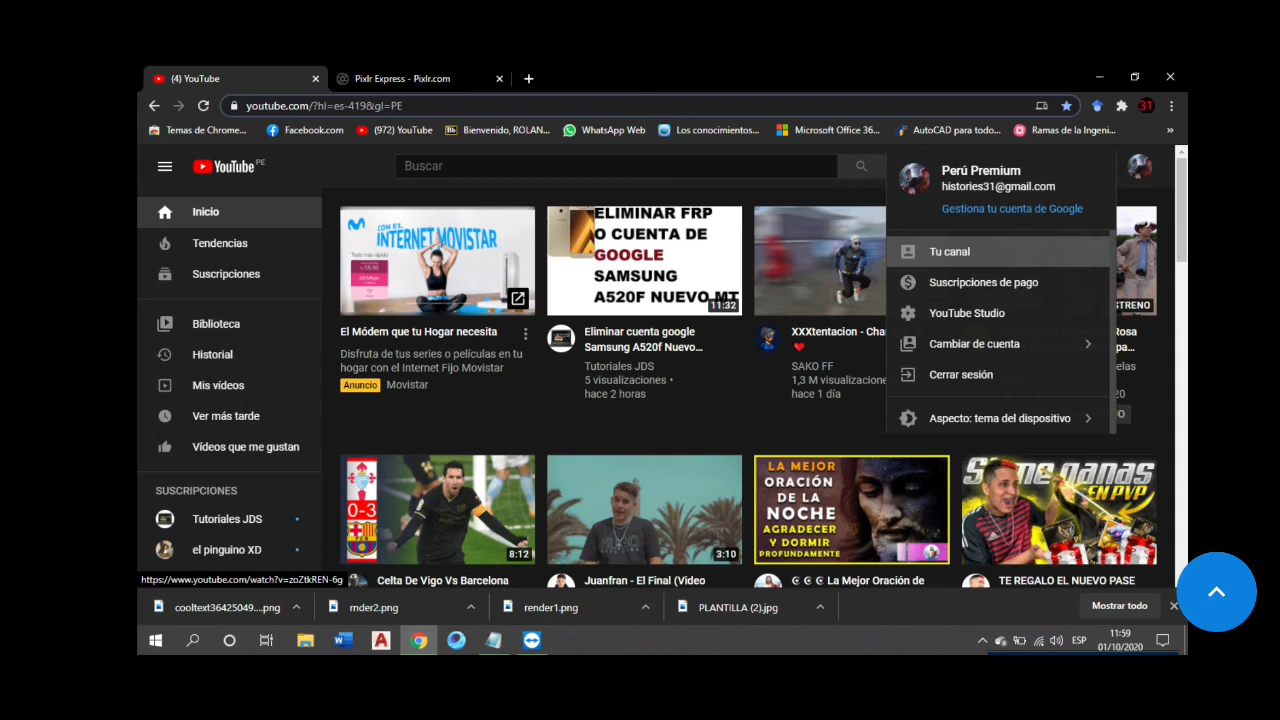 (4) YouTube
Pixlr Express - Pixlr.com
youtube.com/?hl=es-419&gl=PE
31
Temas de Chrome...
Facebook.com
(972) YouTube
Bb
Bienvenido, ROLAN...
WhatsApp Web
Los conocimientos...
Microsoft Office 36...
AutoCAD para todo...
Ramas de la Ingeni...
»
YouTube PE
Buscar
Inicio
Tendencias
Suscripciones
Biblioteca
Historial
Mis vídeos
Ver más tarde
Vídeos que me gustan
SUSCRIPCIONES
Tutoriales JDS
el pinguino XD
CON EL
INTERNET MOVISTAR
El Módem que tu Hogar necesita
Disfruta de tus series o películas en tu
hogar con el Internet Fijo Movistar
Anuncio
Movistar
ELIMINAR FRP
O CUENTA DE
GOOGLE
SAMSUNG
A520F NUEVO MT
11:32
Eliminar cuenta google
Samsung A520f Nuevo...
Tutoriales JDS
5 visualizaciones •
hace 2 horas
XXXtentacion - Cha
❤
SAKO FF
1,3 M visualizacione
hace 1 día
Perú Premium
histories31@gmail.com
Gestiona tu cuenta de Google
Tu canal
Suscripciones de pago
YouTube Studio
Cambiar de cuenta
Cerrar sesión
Aspecto: tema del dispositivo
STRENO
Rosa
pa...
elas
20
O
0-3
8:12
Celta De Vigo Vs Barcelona
3:10
Juanfran - El Final (Video
LA MEJOR
ORACIÓN
DE LA
NOCHE
AGRADECER
Y DORMIR
PROFUNDAMENTE
☾☾☾ La Mejor Oración de
SI ME ganas
EN PVP
TE REGALO EL NUEVO PASE
https://www.youtube.com/watch?v=zoZtkREN-6g
cooltext36425049....png
rnder2.png
render1.png
PLANTILLA (2).jpg
Mostrar todo
ESP
11:59
01/10/2020